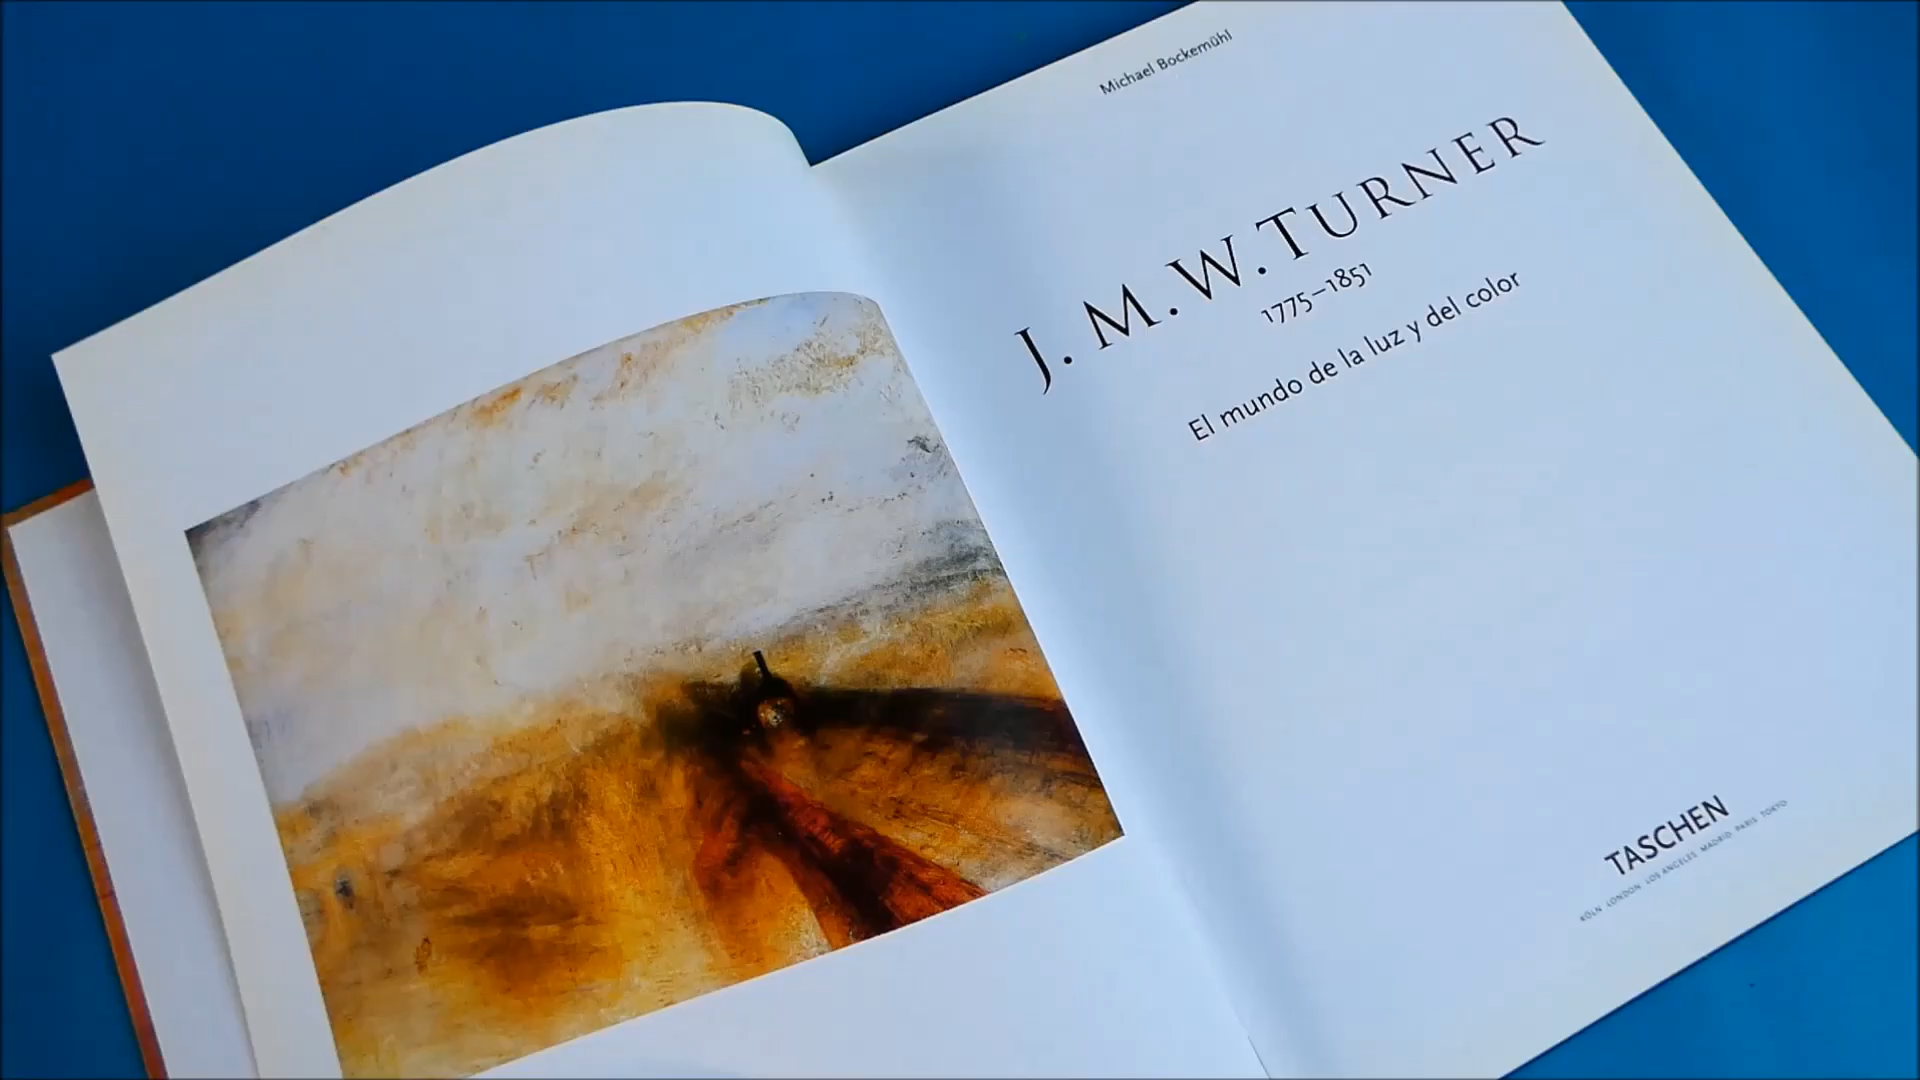 Michael Bockemühl
J. M. W. TURNER
1775–1851
El mundo de la luz y del color
TASCHEN
KÖLN LONDON LOS ANGELES MADRID PARIS TOKYO